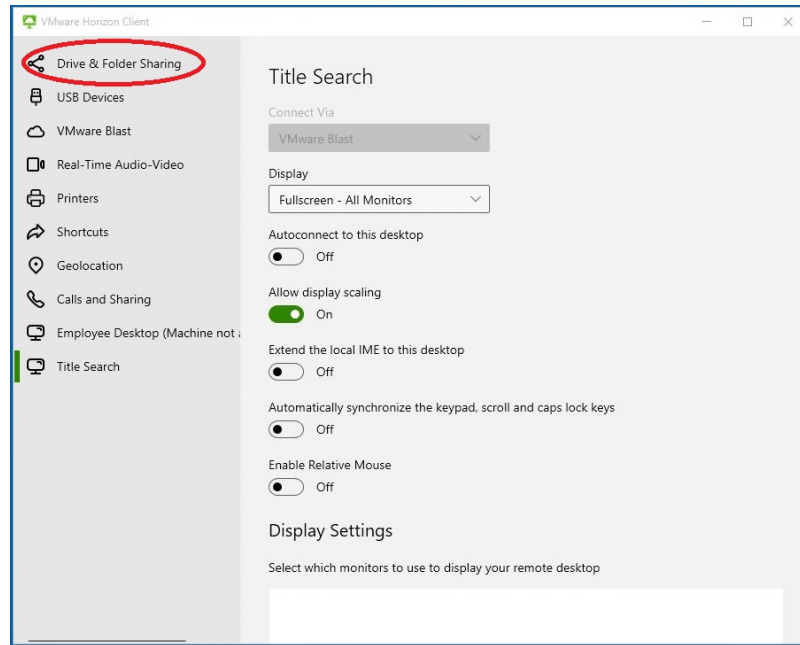 VMware Horizon Client
Drive & Folder Sharing
USB Devices
VMware Blast
Real-Time Audio-Video
Printers
Shortcuts
Geolocation
Calls and Sharing
Employee Desktop (Machine not a
Title Search
Title Search
Connect Via
VMware Blast
Display
Fullscreen - All Monitors
Autoconnect to this desktop
Off
Allow display scaling
On
Extend the local IME to this desktop
Off
Automatically synchronize the keypad, scroll and caps lock keys
Off
Enable Relative Mouse
Off
Display Settings
Select which monitors to use to display your remote desktop